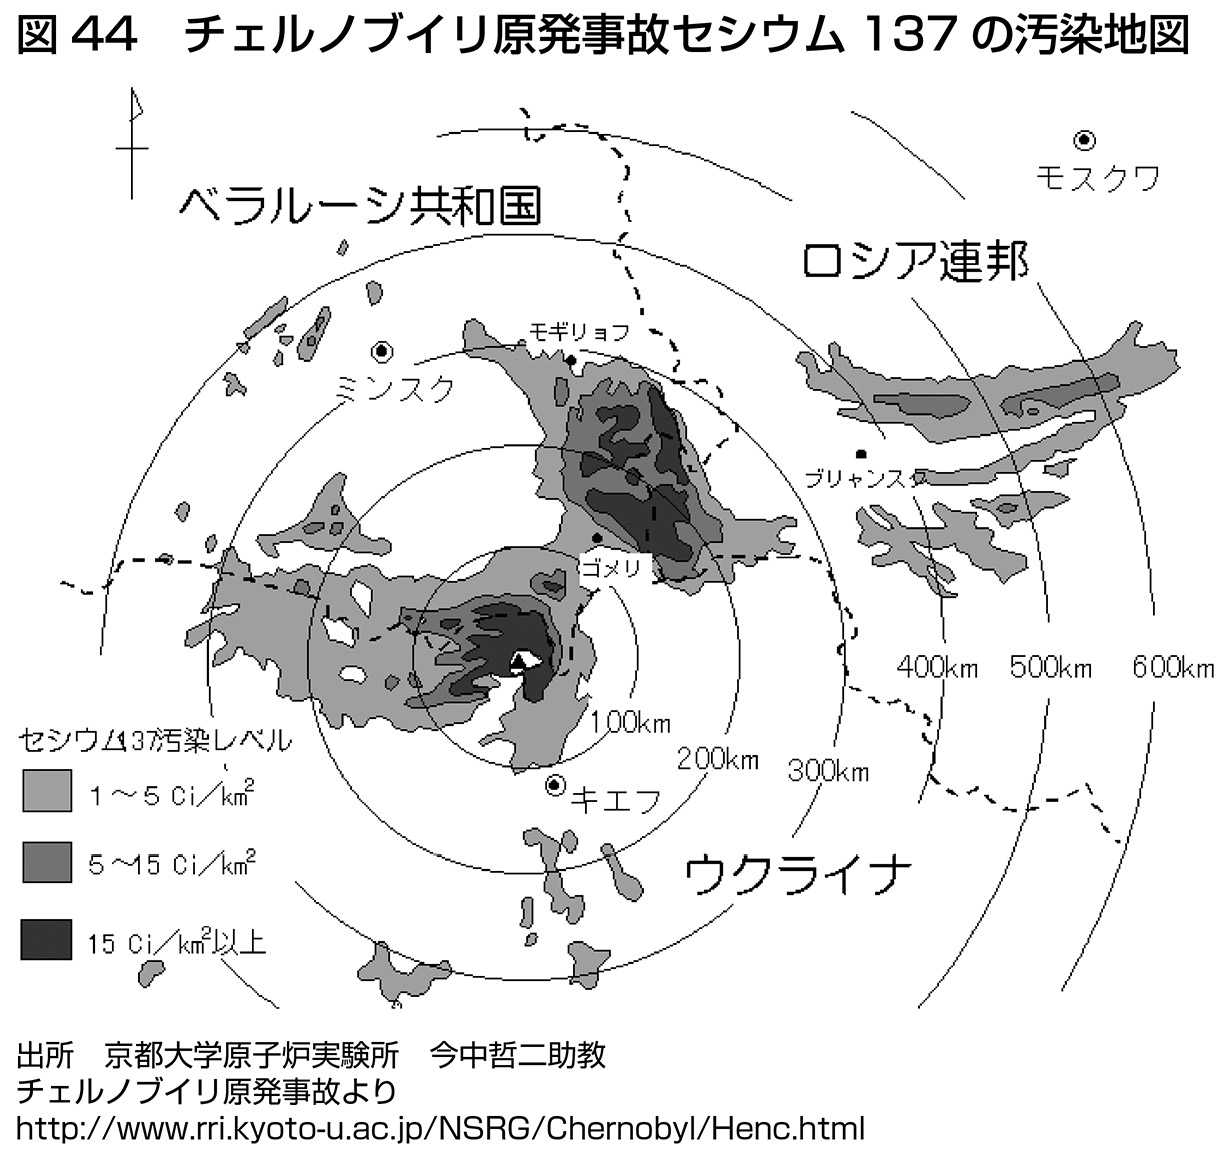 図 44　チェルノブイリ原発事故セシウム 137 の汚染地図
モスクワ
ベラルーシ共和国
ロシア連邦
モギリョフ
ミンスク
ブリャンスク
ゴメリ
400km
500km
600km
100km
200km
300km
セシウム137汚染レベル
1～5 Ci／km²
キエフ
5～15 Ci／km²
ウクライナ
15 Ci／km²以上
出所　京都大学原子炉実験所　今中哲二助教
チェルノブイリ原発事故より
http://www.rri.kyoto-u.ac.jp/NSRG/Chernobyl/Henc.html